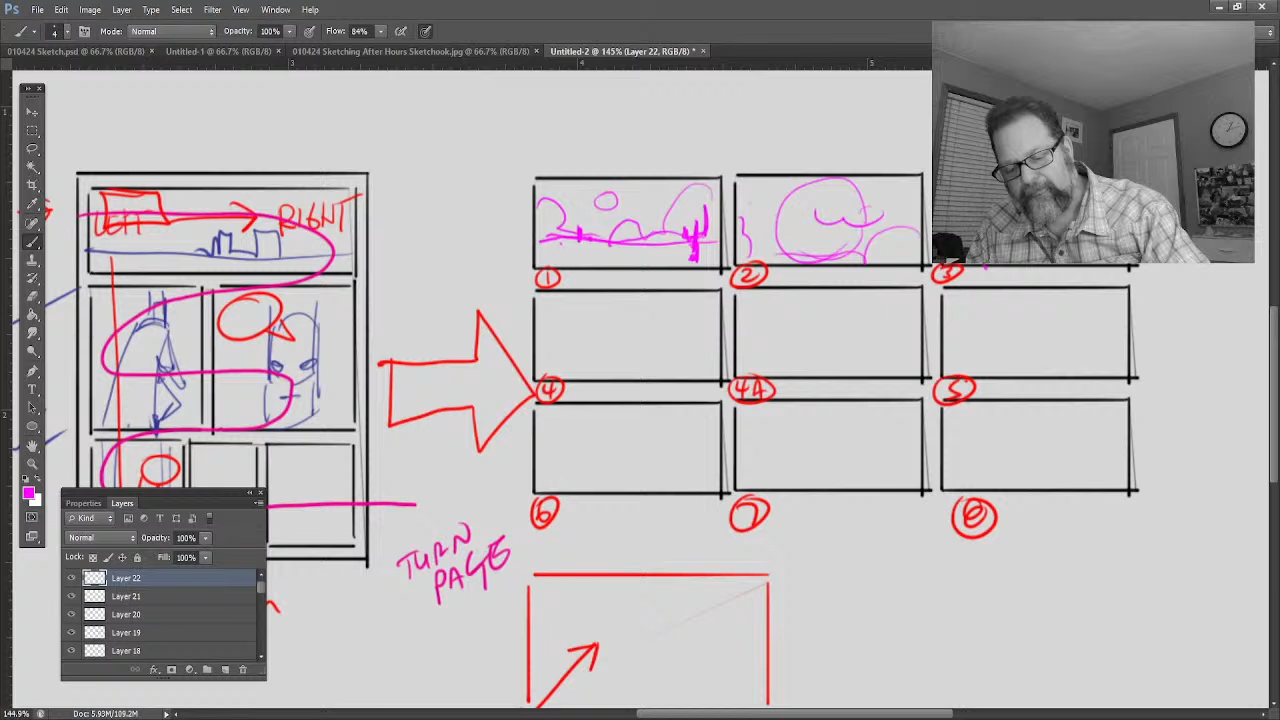 Ps File Edit Image Layer Type Select Filter View Window Help
4 Mode: Normal Opacity: 100% Flow: 84%
010424 Sketch.psd @ 66.7% (RGB/8) × Untitled-1 @ 66.7% (RGB/8) × 010424 Sketching After Hours Sketchook.jpg @ 66.7% (RGB/8) × Untitled-2 @ 145% (Layer 22, RGB/8) * ×
3 4 5
RIGHT
1 2 3
4 4A 5
6 7 8
TURN
PAGE
Properties Layers
Kind
Normal Opacity: 100%
Lock: Fill: 100%
Layer 22
Layer 21
Layer 20
Layer 19
Layer 18
144.9% Doc: 5.93M/109.2M